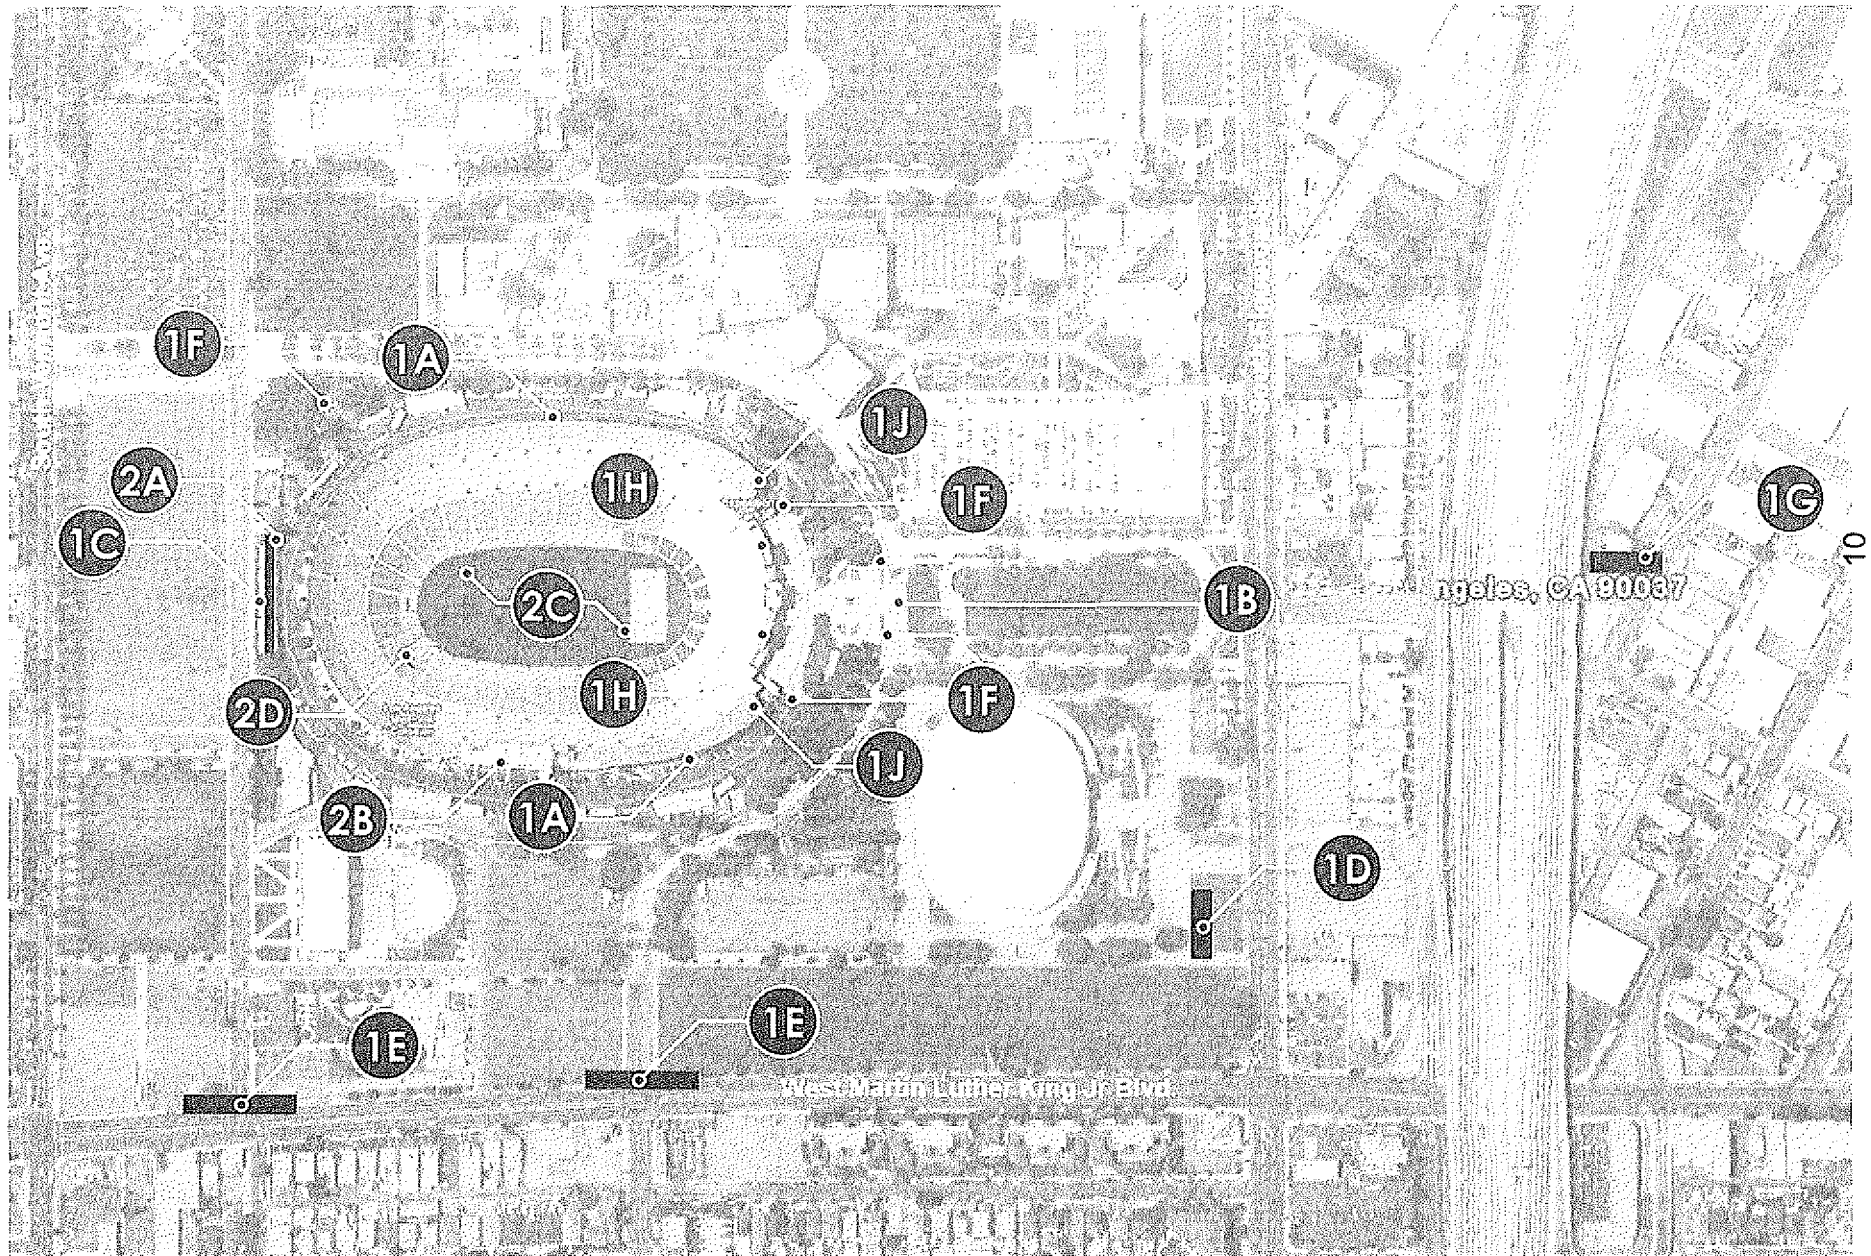 1F
1A
1J
2A
1H
1F
1G
1C
10
ngeles, CA 90037
2C
1B
1H
1F
2D
1J
2B
1A
1D
1E
1E
West Martin Luther King Jr Blvd